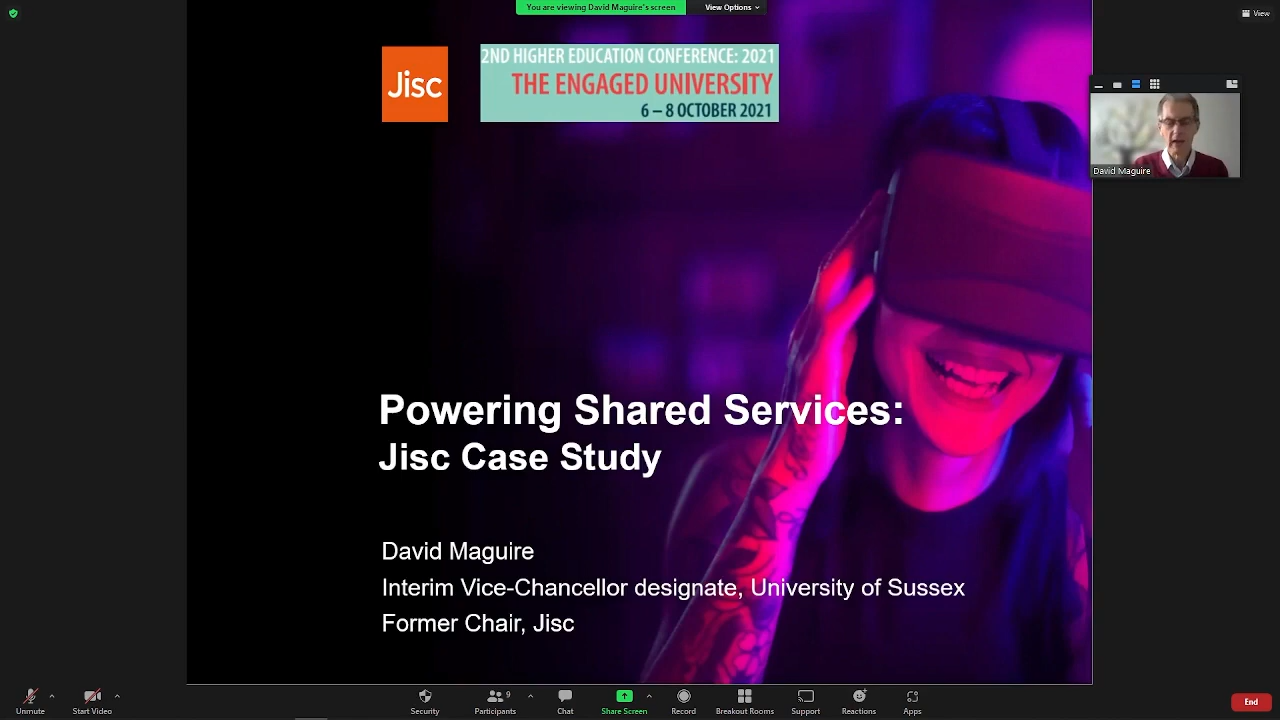 You are viewing David Maguire's screen
View Options
View
Jisc
2ND HIGHER EDUCATION CONFERENCE: 2021
THE ENGAGED UNIVERSITY
6 – 8 OCTOBER 2021
David Maguire
Powering Shared Services:
Jisc Case Study
David Maguire
Interim Vice-Chancellor designate, University of Sussex
Former Chair, Jisc
Unmute
Start Video
Security
9
Participants
Chat
Share Screen
Record
Breakout Rooms
Support
Reactions
Apps
End